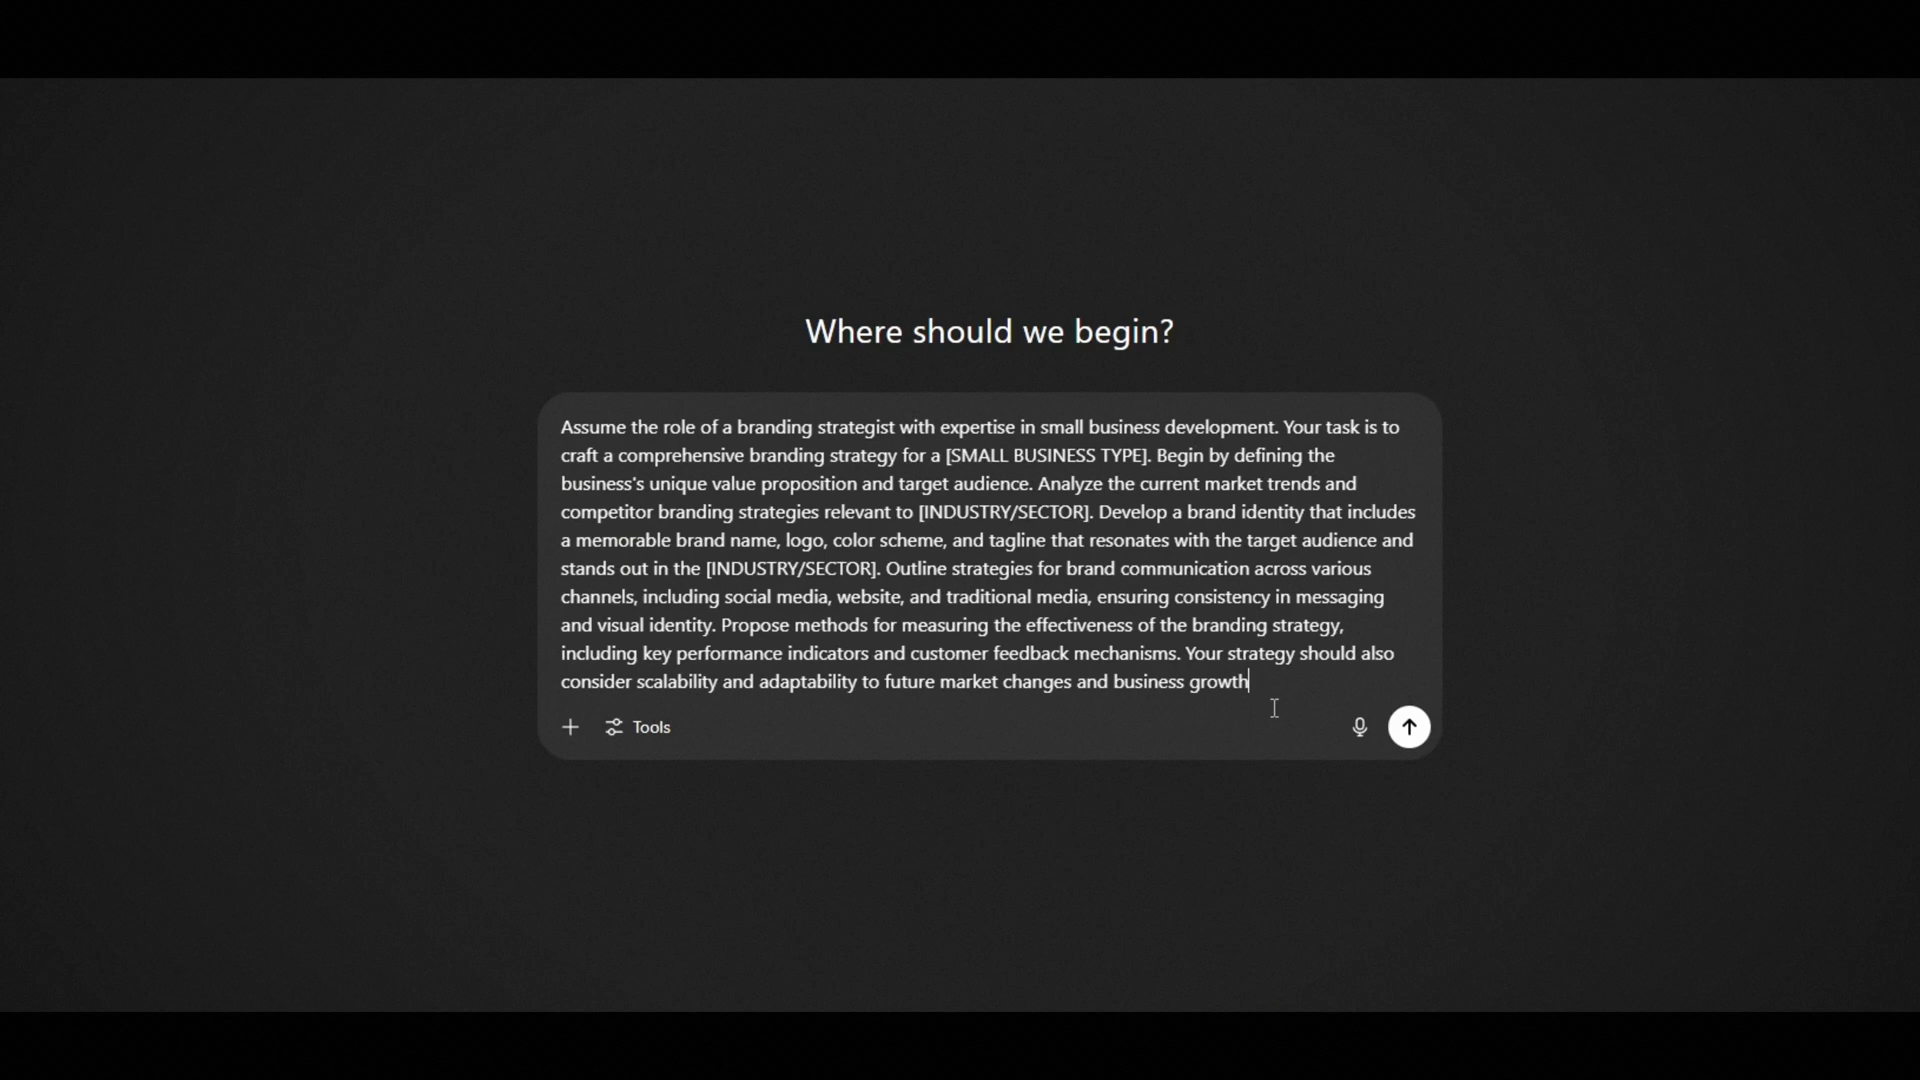 Where should we begin?
Assume the role of a branding strategist with expertise in small business development. Your task is to
craft a comprehensive branding strategy for a [SMALL BUSINESS TYPE]. Begin by defining the
business's unique value proposition and target audience. Analyze the current market trends and
competitor branding strategies relevant to [INDUSTRY/SECTOR]. Develop a brand identity that includes
a memorable brand name, logo, color scheme, and tagline that resonates with the target audience and
stands out in the [INDUSTRY/SECTOR]. Outline strategies for brand communication across various
channels, including social media, website, and traditional media, ensuring consistency in messaging
and visual identity. Propose methods for measuring the effectiveness of the branding strategy,
including key performance indicators and customer feedback mechanisms. Your strategy should also
consider scalability and adaptability to future market changes and business growth
Tools